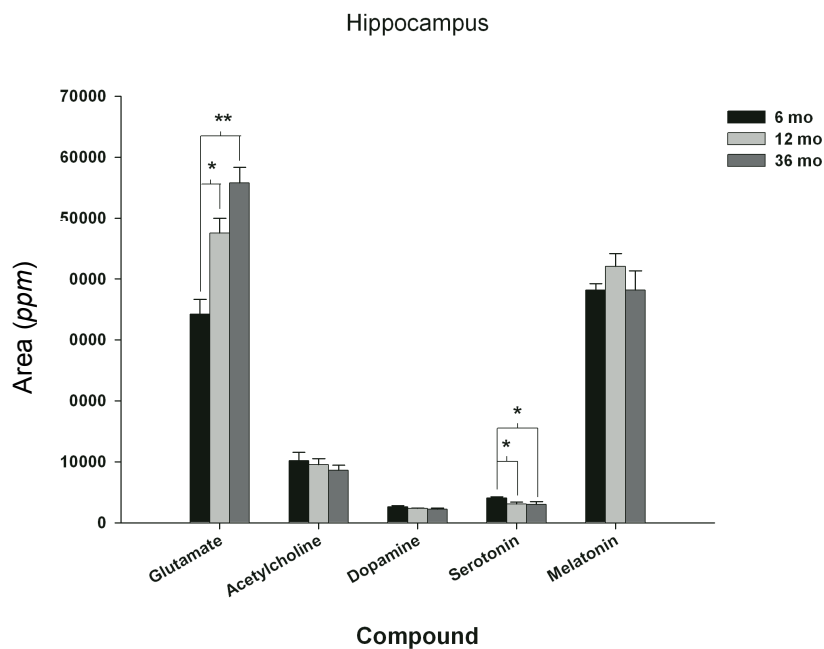 Hippocampus
70000
60000
50000
0000
0000
0000
10000
0
Area (ppm)
**
*
*
*
6 mo
12 mo
36 mo
Glutamate
Acetylcholine
Dopamine
Serotonin
Melatonin
Compound